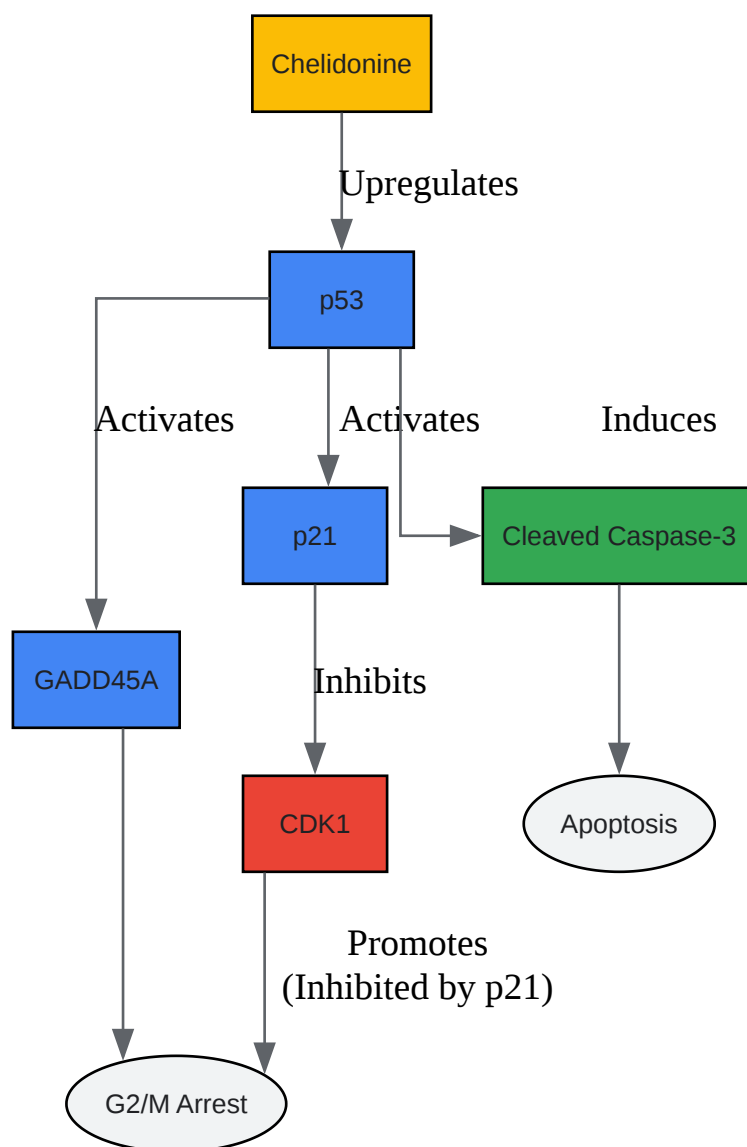 Chelidonine
Upregulates
p53
Activates
Activates
Induces
p21
Cleaved Caspase-3
GADD45A
Inhibits
CDK1
Apoptosis
Promotes
(Inhibited by p21)
G2/M Arrest